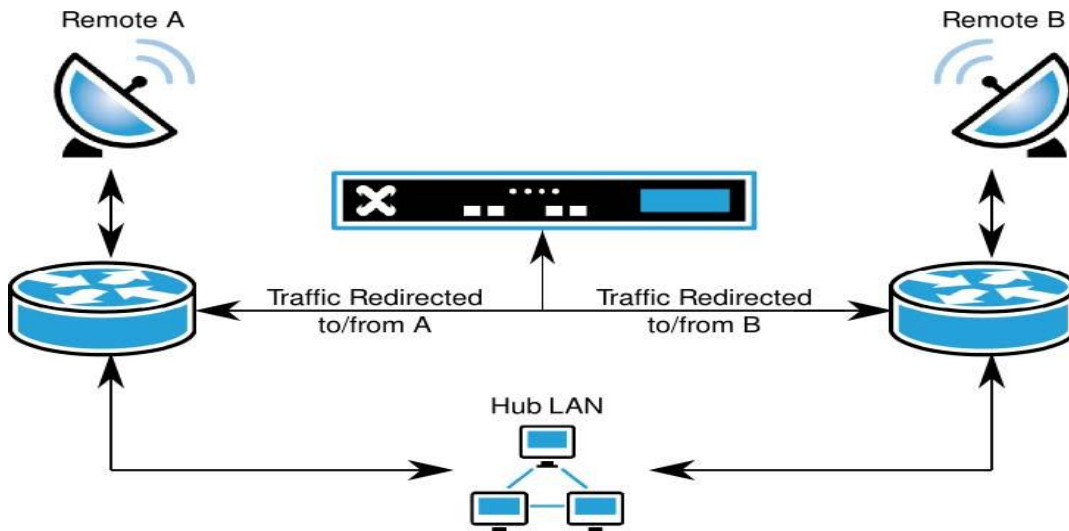 Remote A
Remote B
Traffic Redirected
to/from A
Traffic Redirected
to/from B
Hub LAN